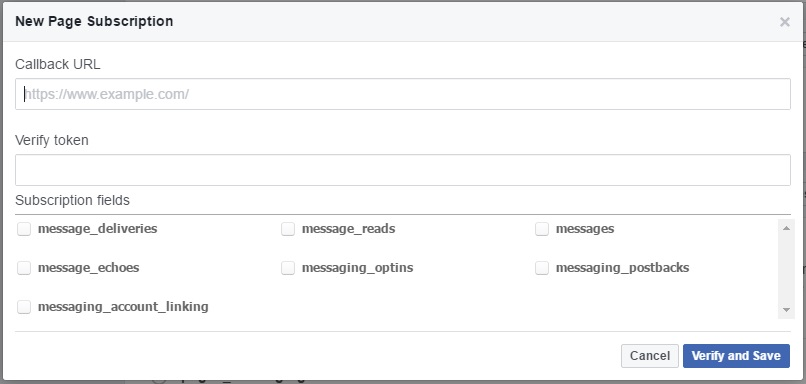 New Page Subscription ×
Callback URL
https://www.example.com/
Verify token
Subscription fields
message_deliveries message_reads messages
message_echoes messaging_optins messaging_postbacks
messaging_account_linking
Cancel Verify and Save